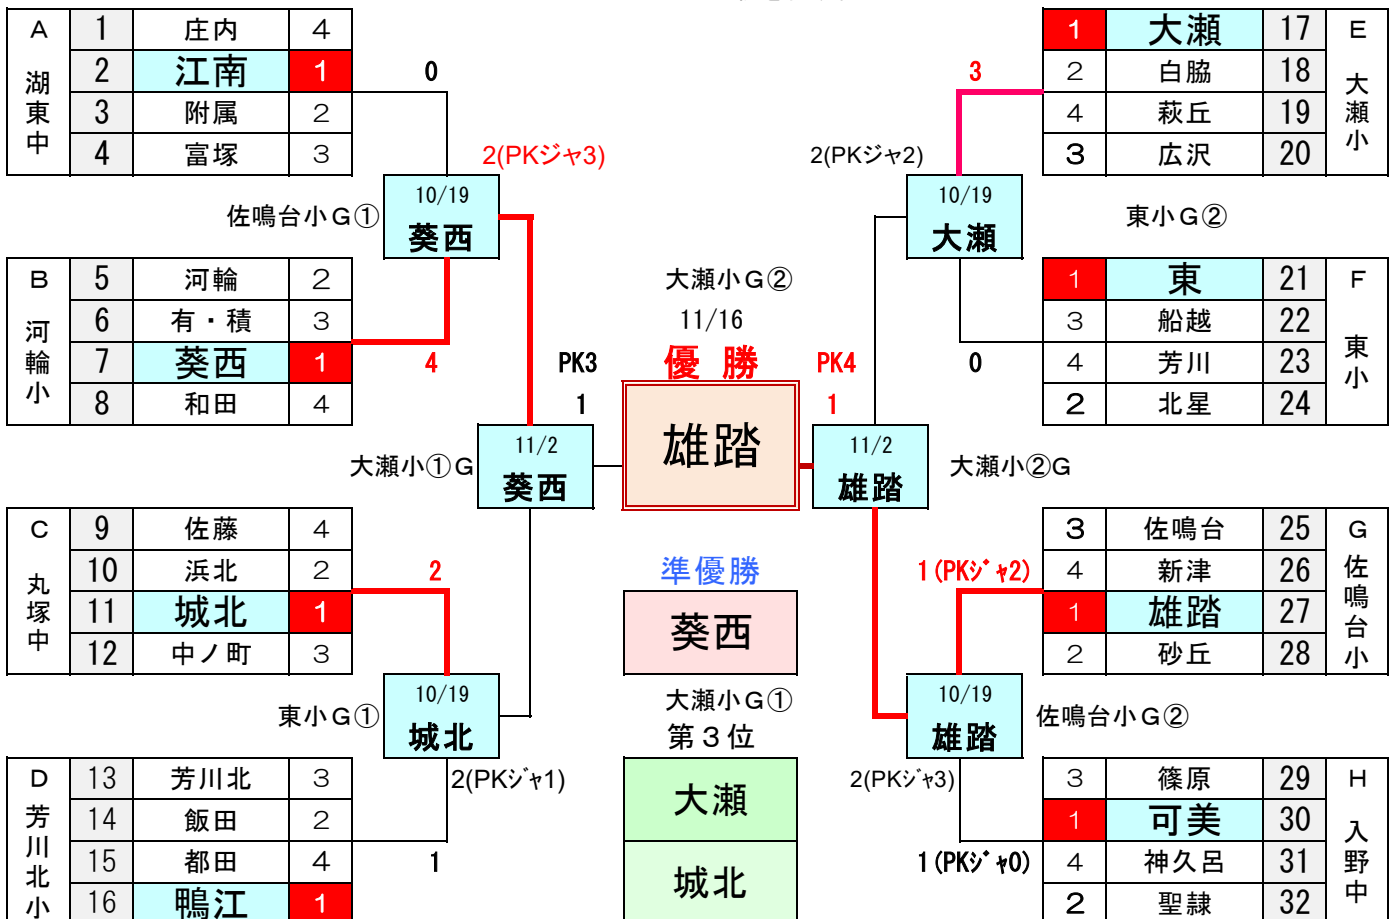 A 湖東中
1 庄内 4
2 江南 1
3 附属 2
4 富塚 3
0
2(PKジャ3)
佐鳴台小G①
10/19
葵西
B 河輪小
5 河輪 2
6 有・積 3
7 葵西 1
8 和田 4
4
PK3
1
大瀬小①G
11/2
葵西
C 丸塚中
9 佐藤 4
10 浜北 2
11 城北 1
12 中ノ町 3
2
東小G①
10/19
城北
2(PKジャ1)
D 芳川北小
13 芳川北 3
14 飯田 2
15 都田 4
16 鴨江 1
1
大瀬小G②
11/16
優勝
雄踏
準優勝
葵西
大瀬小G①
第3位
大瀬
城北
1 大瀬 17
2 白脇 18
4 萩丘 19
3 広沢 20
E 大瀬小
3
2(PKジャ2)
10/19
大瀬
東小G②
1 東 21
3 船越 22
4 芳川 23
2 北星 24
F 東小
0
PK4
1
11/2
雄踏
大瀬小②G
3 佐鳴台 25
4 新津 26
1 雄踏 27
2 砂丘 28
G 佐鳴台小
1(PKジャ2)
10/19
雄踏
佐鳴台小G②
2(PKジャ3)
3 篠原 29
1 可美 30
4 神久呂 31
2 聖隷 32
H 入野中
1(PKジャ0)